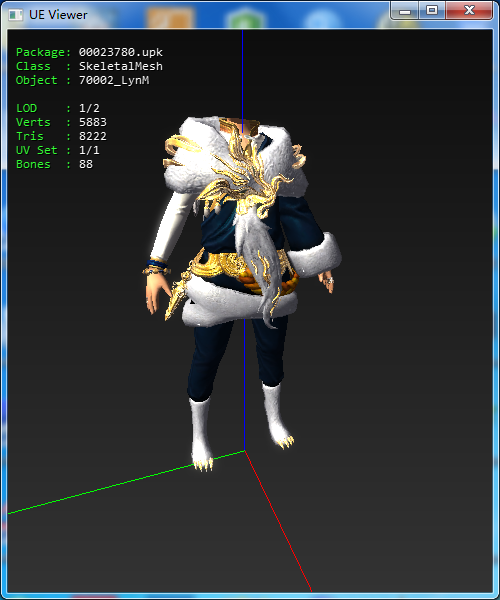 UE Viewer
Package: 00023780.upk
Class : SkeletalMesh
Object : 70002_LynM
LOD : 1/2
Verts : 5883
Tris : 8222
UV Set : 1/1
Bones : 88